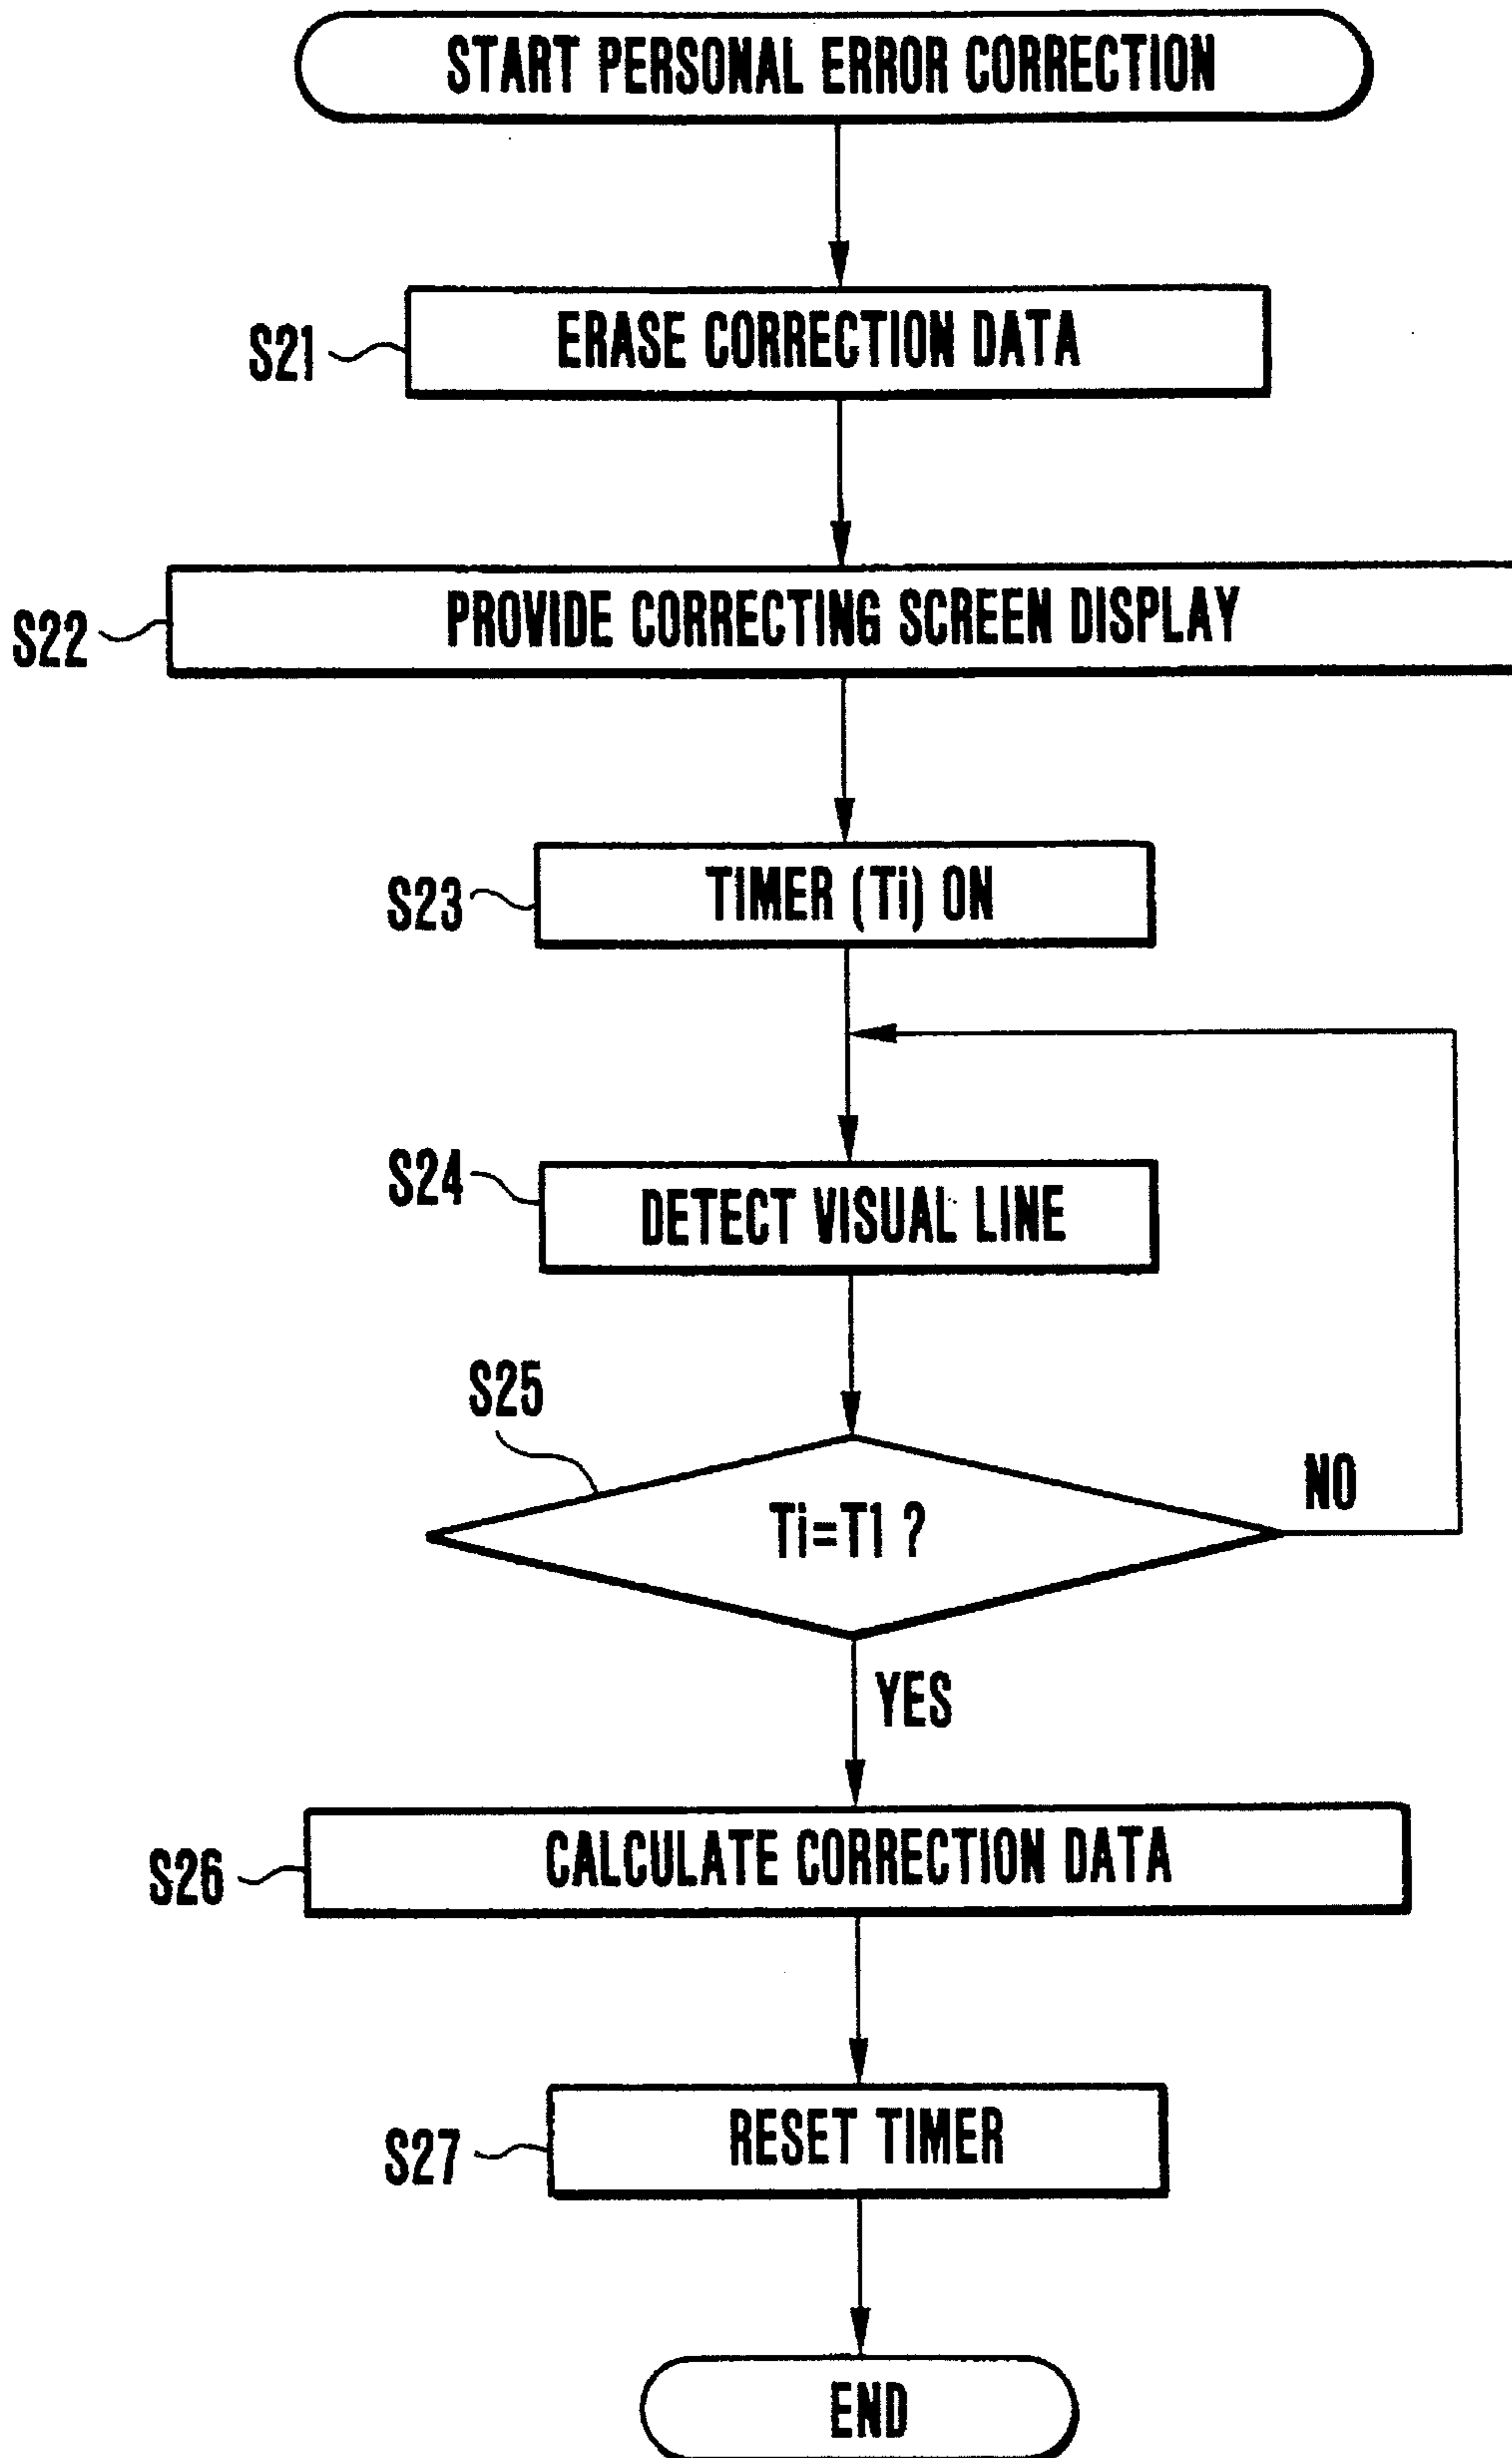 START PERSONAL ERROR CORRECTION
S21
ERASE CORRECTION DATA
S22
PROVIDE CORRECTING SCREEN DISPLAY
S23
TIMER (Ti) ON
S24
DETECT VISUAL LINE
S25
Ti=T1 ?
NO
YES
S26
CALCULATE CORRECTION DATA
S27
RESET TIMER
END